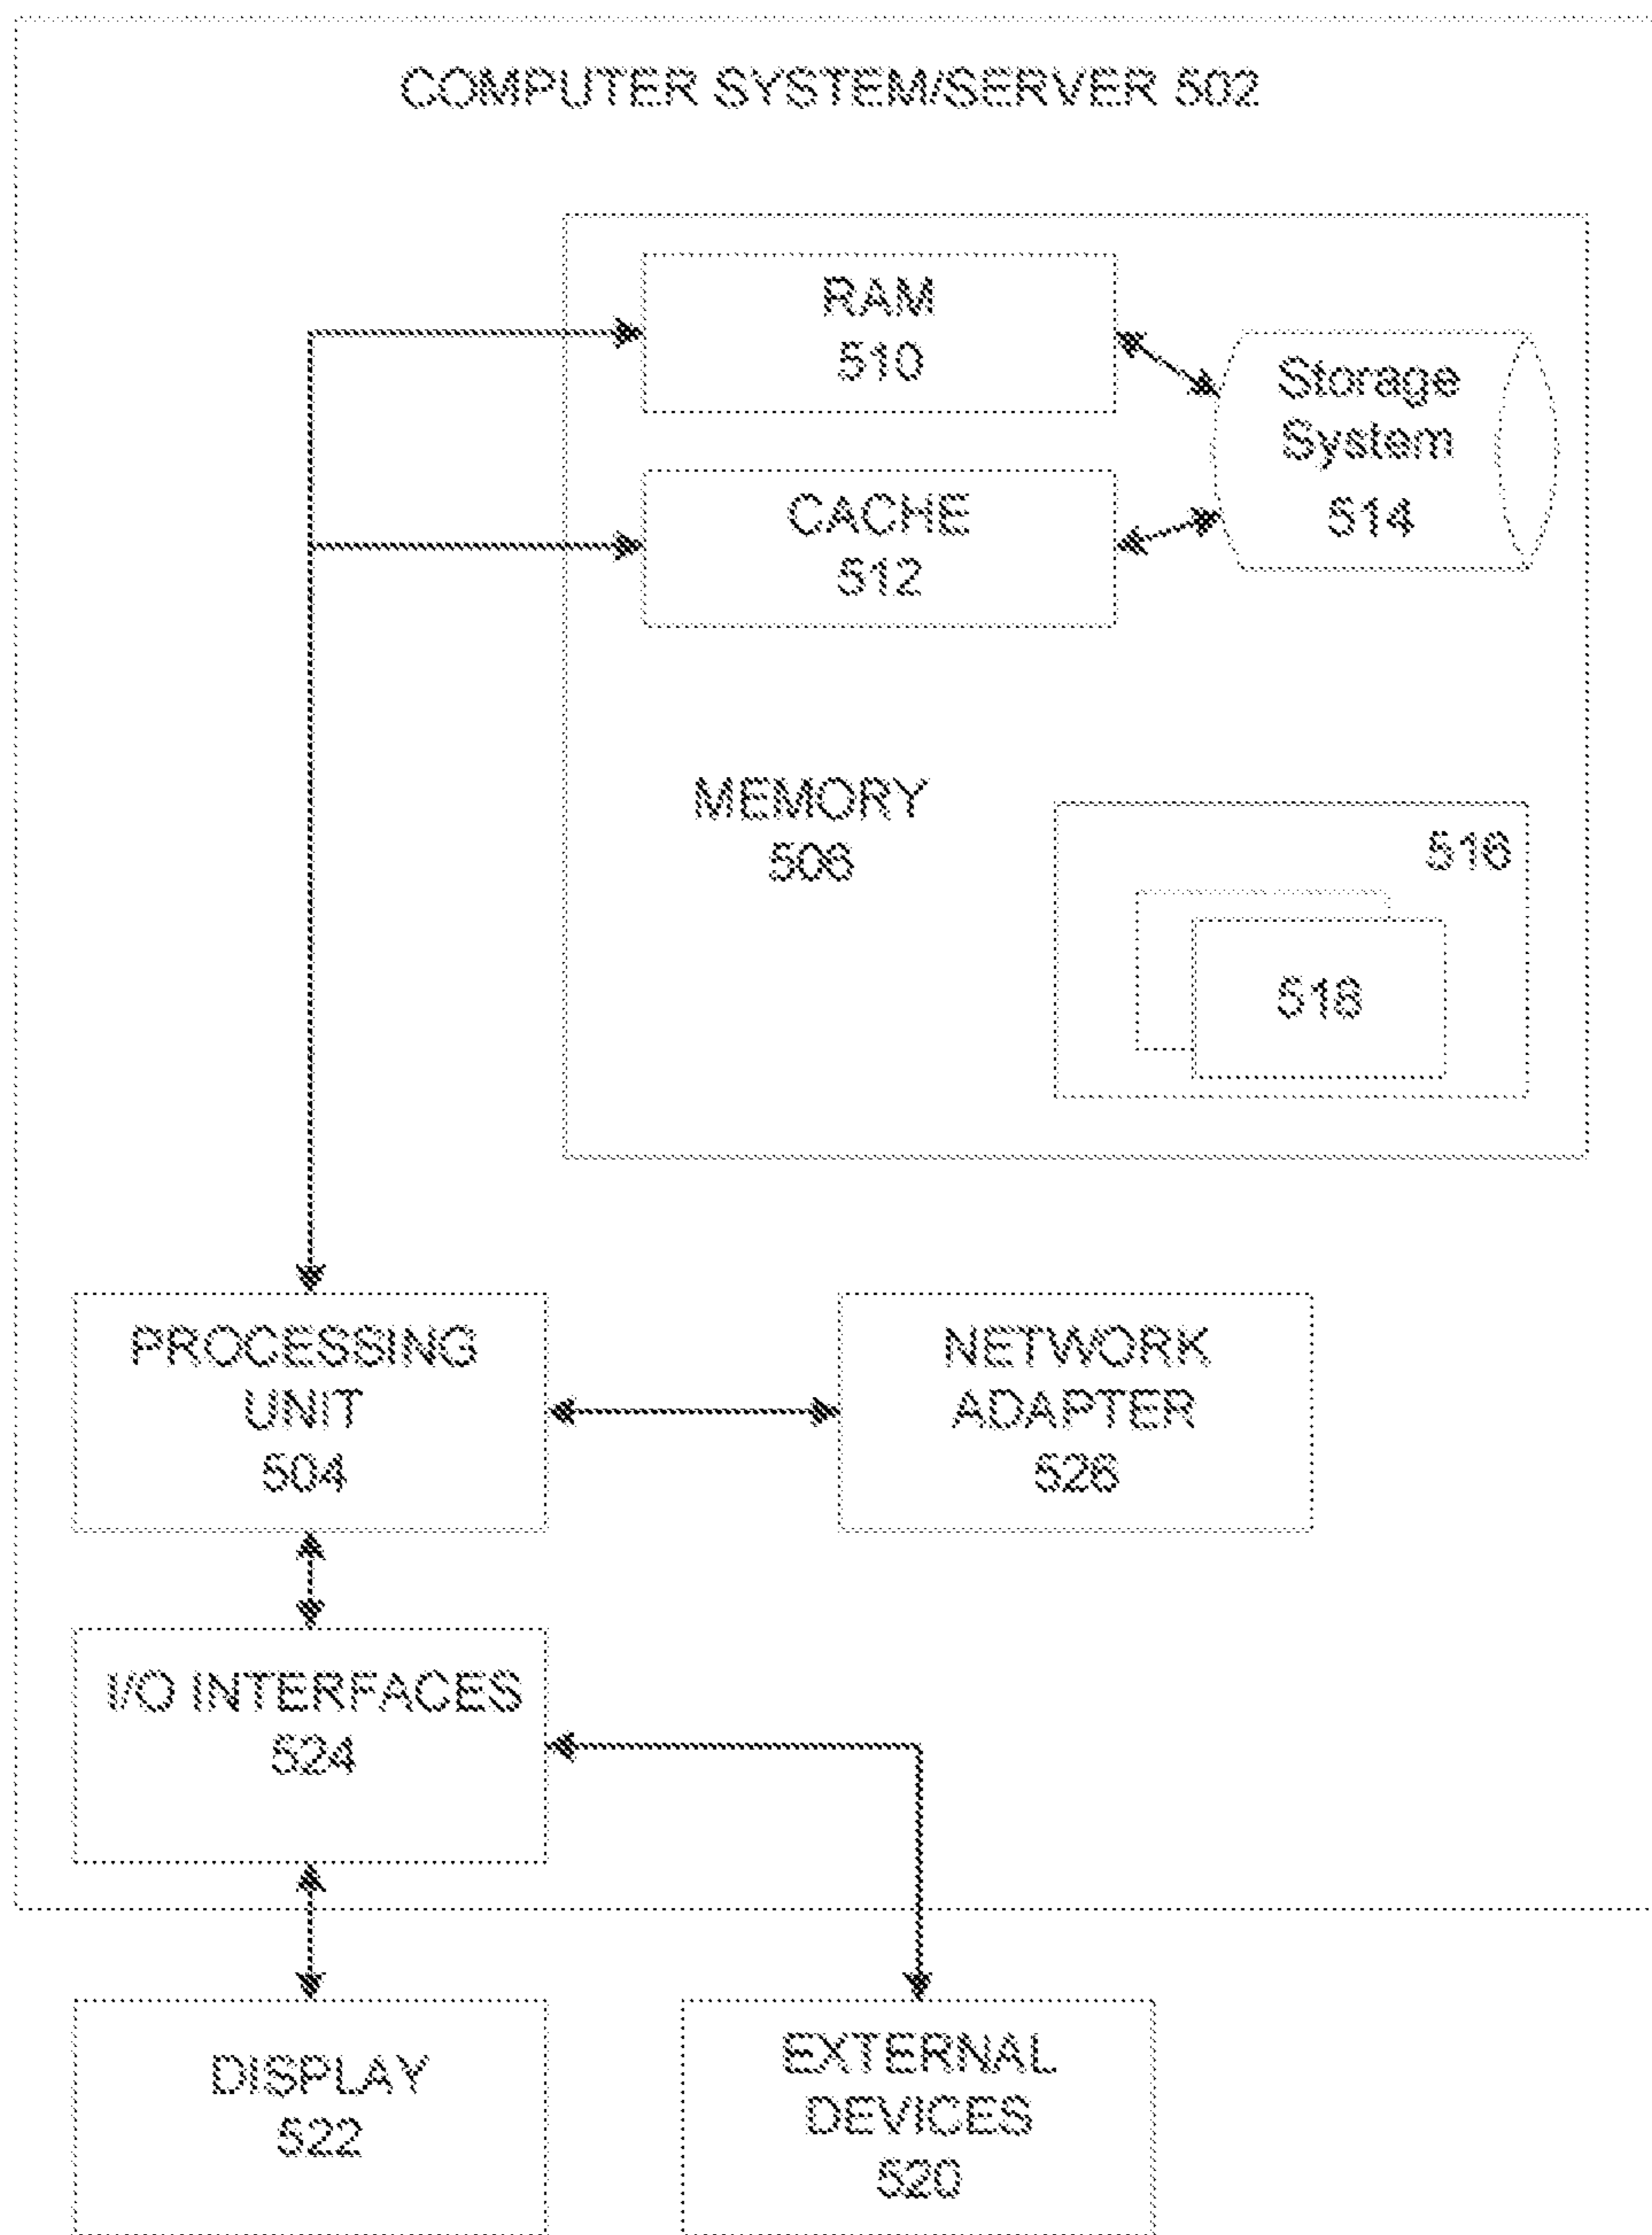 COMPUTER SYSTEM/SERVER 502
RAM
510
Storage
System
514
CACHE
512
MEMORY
506
516
518
PROCESSING
UNIT
504
NETWORK
ADAPTER
526
I/O INTERFACES
524
DISPLAY
522
EXTERNAL
DEVICES
520